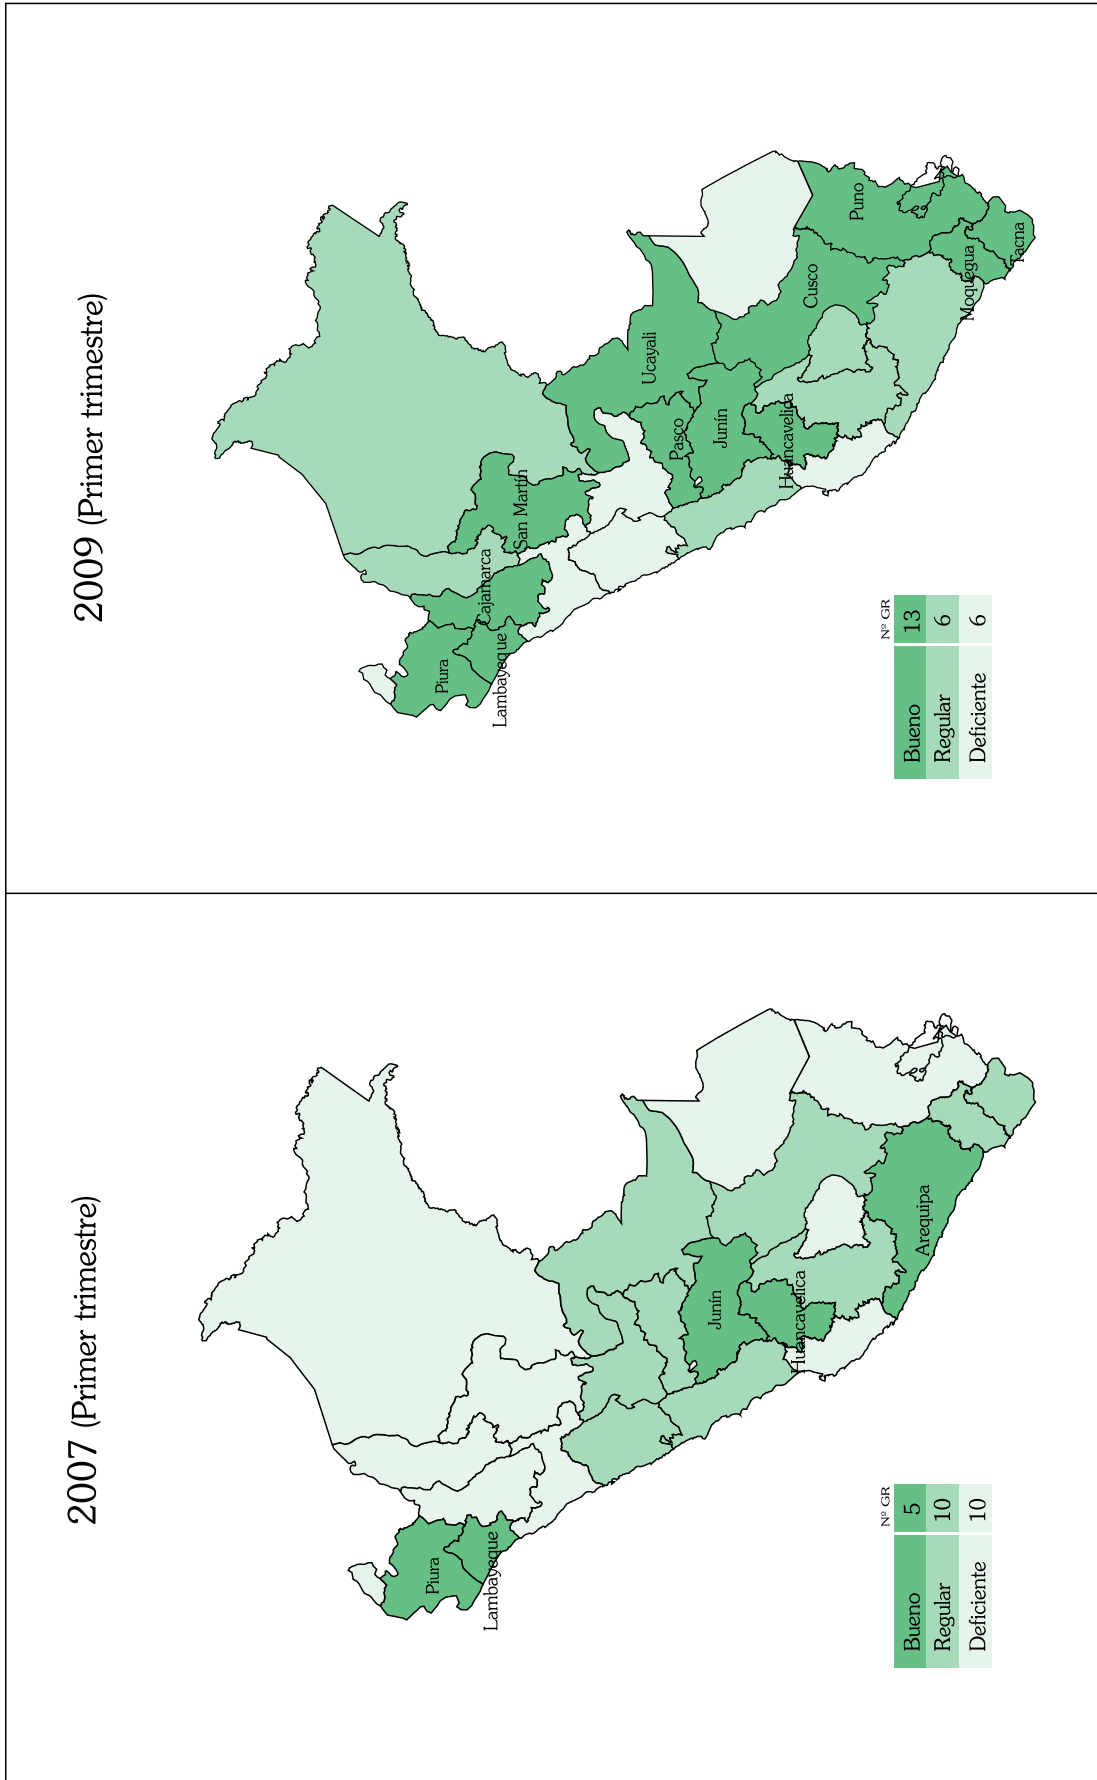 2007 (Primer trimestre)
Piura
Lambayeque
Junín
Huancavelica
Arequipa
Nº GR
Bueno 5
Regular 10
Deficiente 10
2009 (Primer trimestre)
Piura
Lambayeque
Cajamarca
San Martín
Ucayali
Pasco
Junín
Huancavelica
Cusco
Puno
Moquegua
Tacna
Nº GR
Bueno 13
Regular 6
Deficiente 6